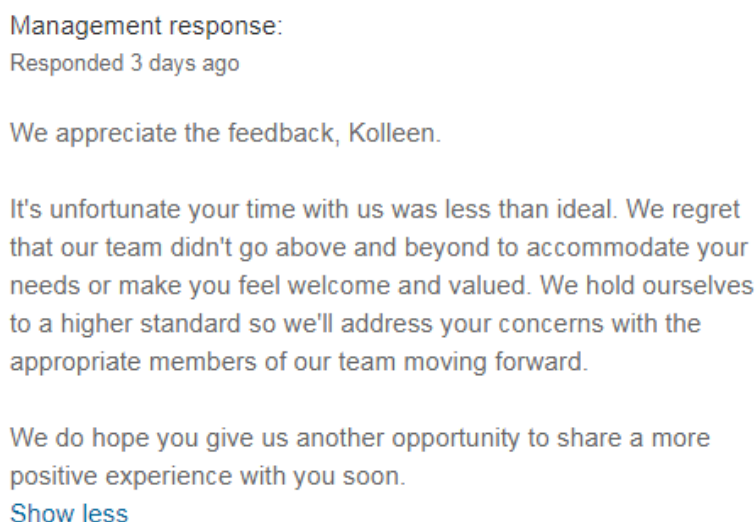 Management response:
Responded 3 days ago
We appreciate the feedback, Kolleen.
It's unfortunate your time with us was less than ideal. We regret
that our team didn't go above and beyond to accommodate your
needs or make you feel welcome and valued. We hold ourselves
to a higher standard so we'll address your concerns with the
appropriate members of our team moving forward.
We do hope you give us another opportunity to share a more
positive experience with you soon.
Show less